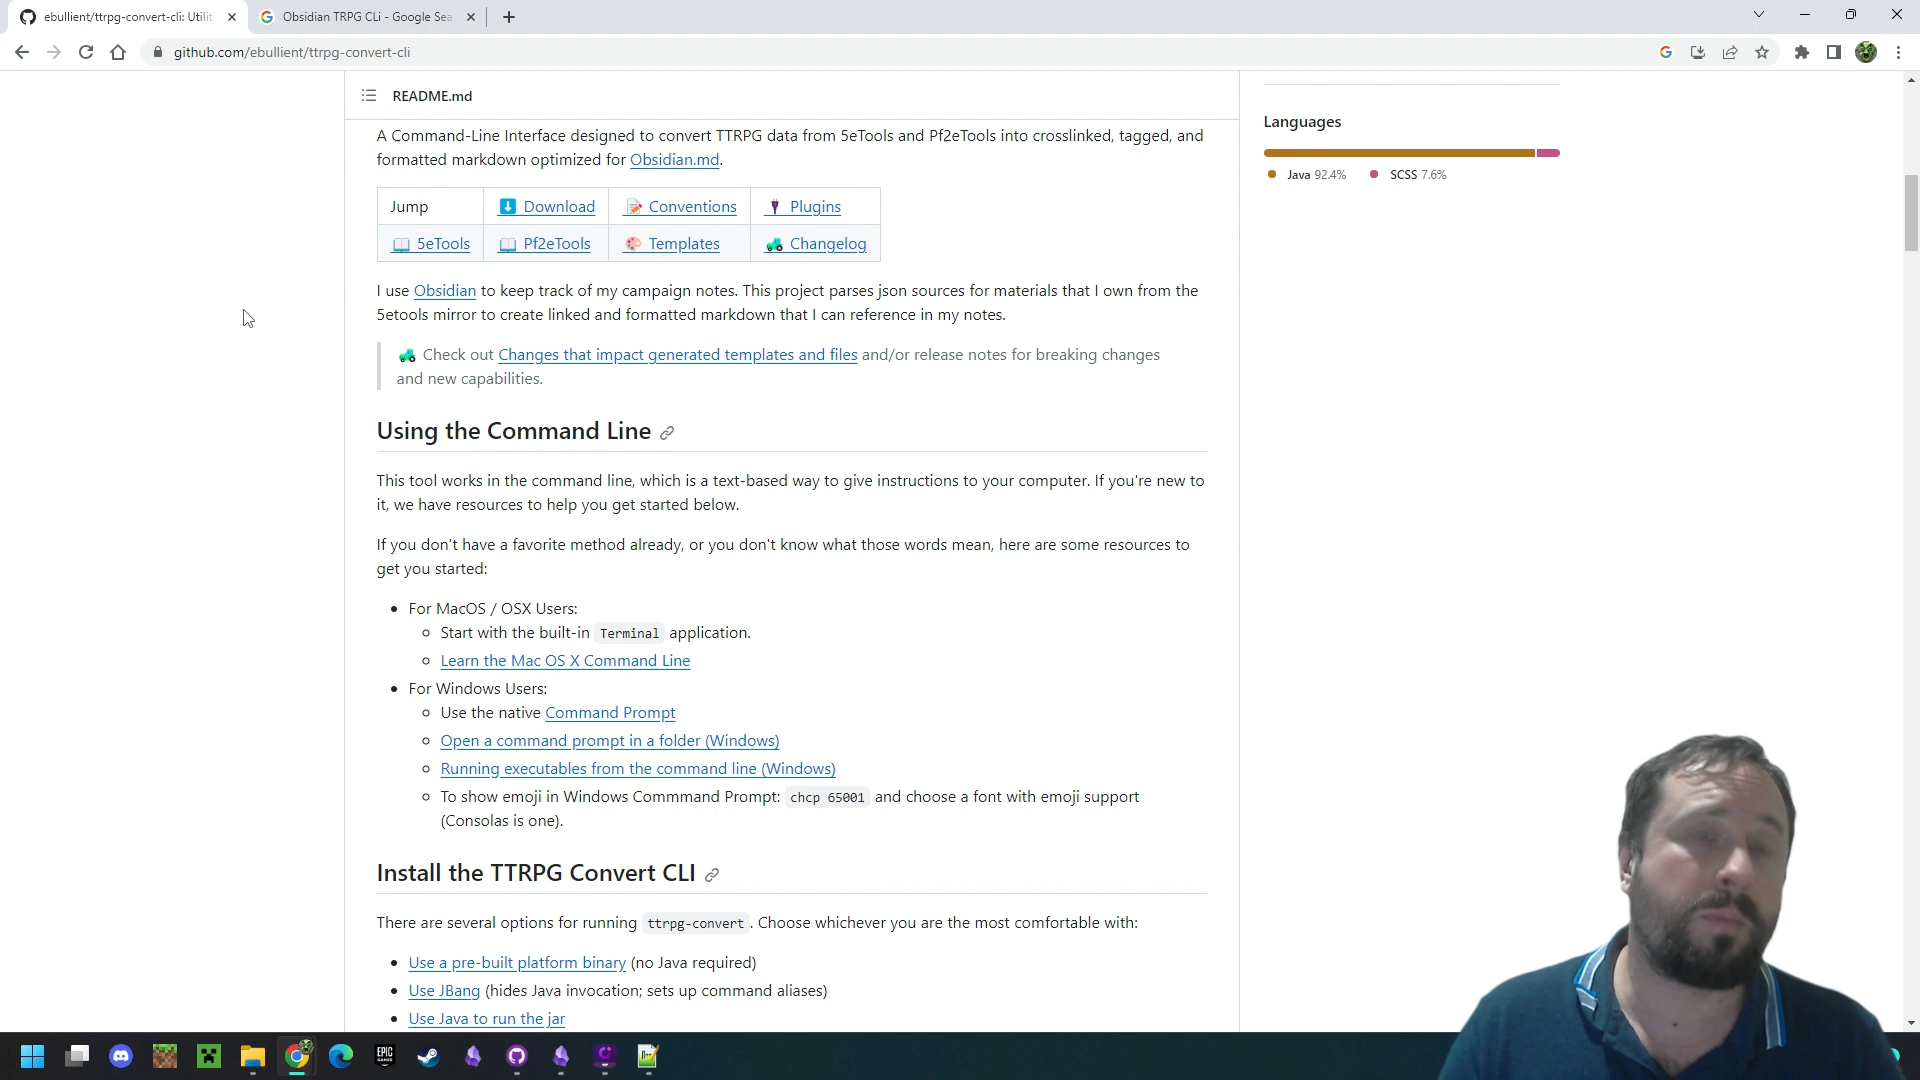 ebullient/ttrpg-convert-cli: Utilit
Obsidian TRPG CLi - Google Sea
github.com/ebullient/ttrpg-convert-cli
README.md
A Command-Line Interface designed to convert TTRPG data from 5eTools and Pf2eTools into crosslinked, tagged, and
formatted markdown optimized for Obsidian.md.
Jump Download Conventions Plugins
5eTools Pf2eTools Templates Changelog
I use Obsidian to keep track of my campaign notes. This project parses json sources for materials that I own from the
5etools mirror to create linked and formatted markdown that I can reference in my notes.
Check out Changes that impact generated templates and files and/or release notes for breaking changes
and new capabilities.
Using the Command Line
This tool works in the command line, which is a text-based way to give instructions to your computer. If you're new to
it, we have resources to help you get started below.
If you don't have a favorite method already, or you don't know what those words mean, here are some resources to
get you started:
• For MacOS / OSX Users:
Start with the built-in Terminal application.
Learn the Mac OS X Command Line
• For Windows Users:
Use the native Command Prompt
Open a command prompt in a folder (Windows)
Running executables from the command line (Windows)
To show emoji in Windows Commmand Prompt: chcp 65001 and choose a font with emoji support
(Consolas is one).
Install the TTRPG Convert CLI
There are several options for running ttrpg-convert. Choose whichever you are the most comfortable with:
• Use a pre-built platform binary (no Java required)
• Use JBang (hides Java invocation; sets up command aliases)
• Use Java to run the jar
Languages
Java 92.4% SCSS 7.6%
EPIC
GAMES